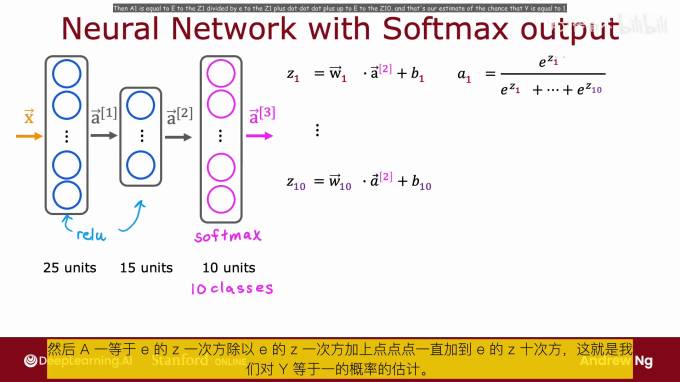 Then A1 is equal to E to the Z1 divided by e to the Z1 plus dot dot dot plus up to E to the Z10, and that's our estimate of the chance that Y is equal to 1.
Neural Network with Softmax output
bilibili
z₁ = w⃗₁ · a⃗^[2] + b₁
a₁ = e^z₁ / (e^z₁ + ⋯ + e^z₁₀)
x⃗ a⃗^[1] a⃗^[2] a⃗^[3]
⋮
z₁₀ = w⃗₁₀ · a⃗^[2] + b₁₀
relu softmax
25 units 15 units 10 units
10 classes
DeepLearning.AI Stanford ONLINE Andrew Ng
然后 A 一等于 e 的 z 一次方除以 e 的 z 一次方加上点点点一直加到 e 的 z 十次方，这就是我
们对 Y 等于一的概率的估计。